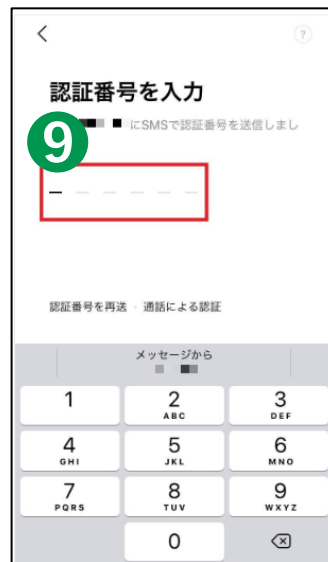 ?
認証番号を入力
9
にSMSで認証番号を送信しまし
認証番号を再送 · 通話による認証
メッセージから
1 2 3
ABC DEF
4 5 6
GHI JKL MNO
7 8 9
PQRS TUV WXYZ
0